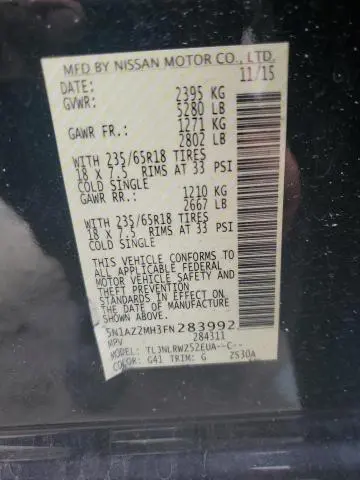 MFD BY NISSAN MOTOR CO., LTD.
DATE: 11/15
GVWR: 2395 KG
5280 LB
GAWR FR.: 1271 KG
2802 LB
WITH 235/65R18 TIRES
18 X 7.5 RIMS AT 33 PSI
COLD SINGLE
GAWR RR.: 1210 KG
2667 LB
WITH 235/65R18 TIRES
18 X 7.5 RIMS AT 33 PSI
COLD SINGLE
THIS VEHICLE CONFORMS TO
ALL APPLICABLE FEDERAL
MOTOR VEHICLE SAFETY AND
THEFT PREVENTION
STANDARDS IN EFFECT ON
THE DATE OF MANUFACTURE
SHOWN ABOVE.
5N1AZ2MH3FN283992
MPV 284311
MODEL: TL3NLRWZ52EUA--C--
COLOR: G41 TRIM: G 2S30A